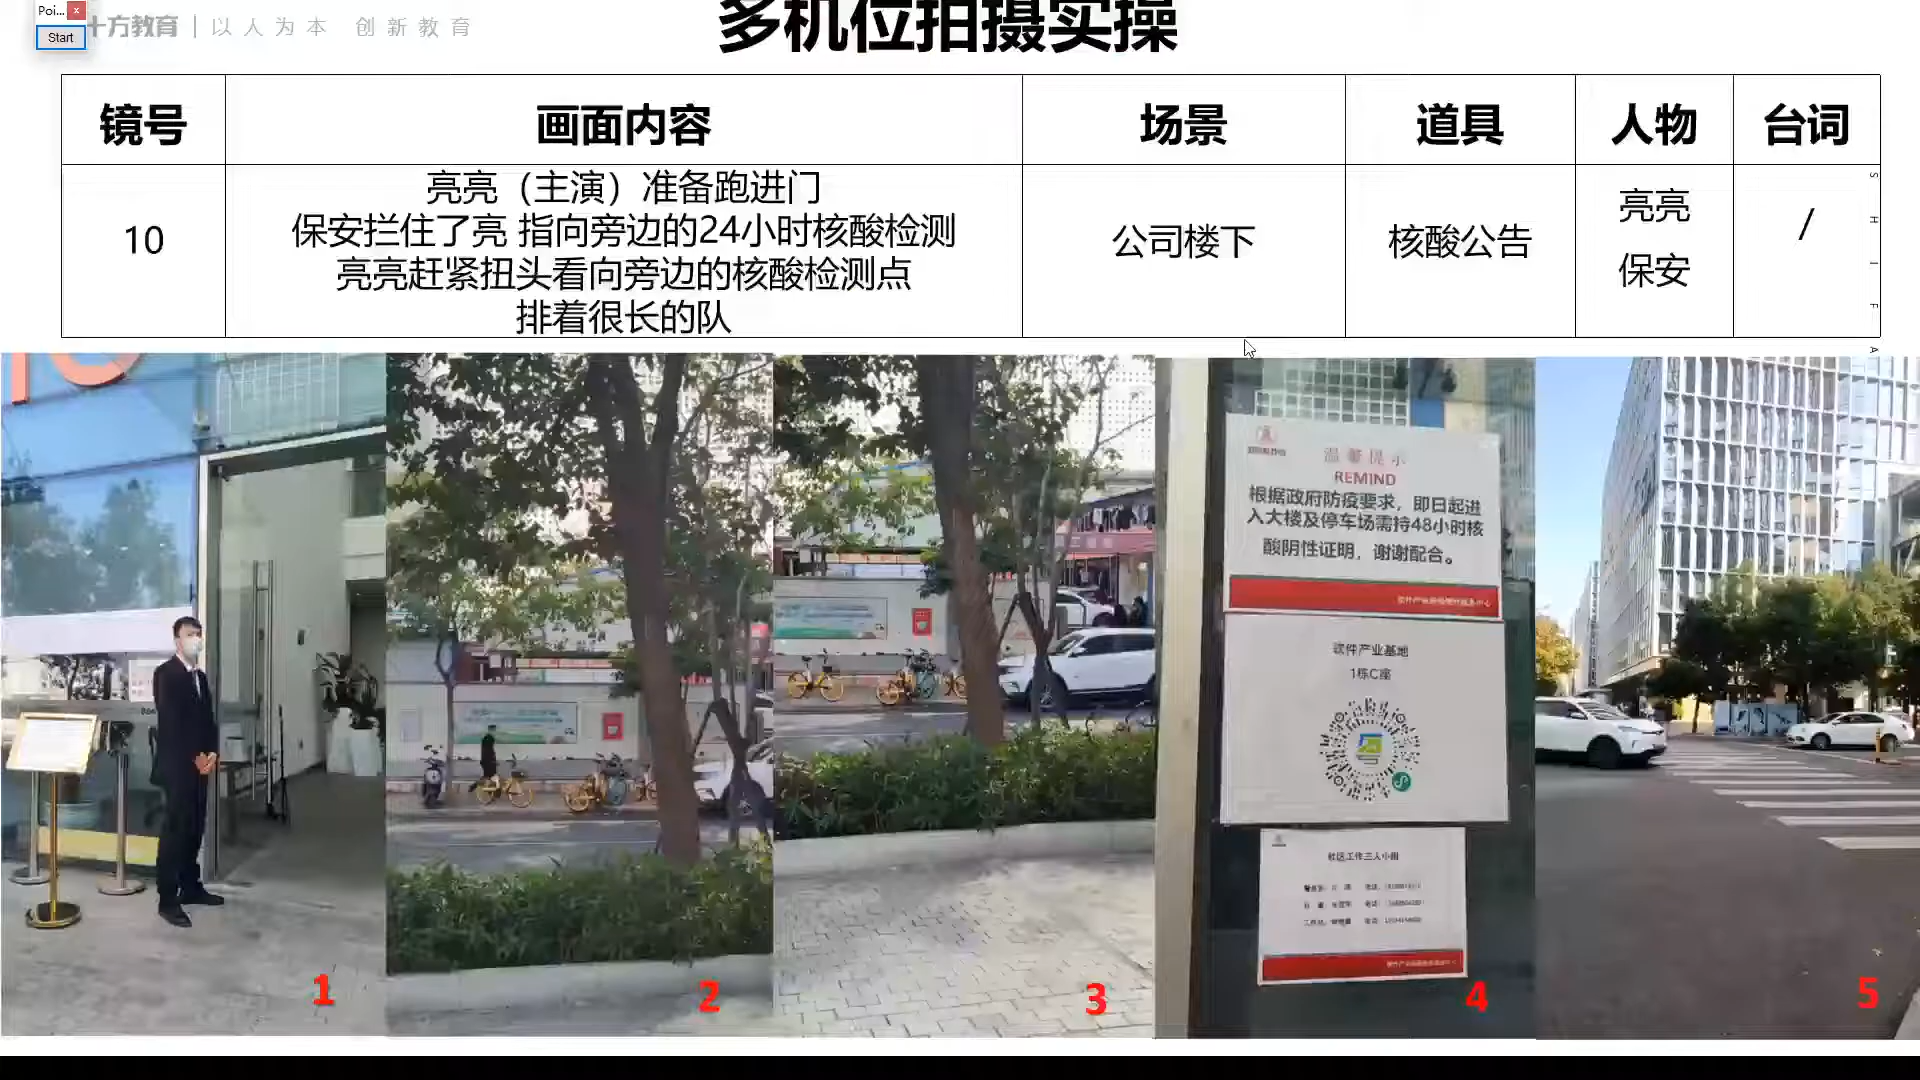 Poi...
x
Start
十方教育 | 以人为本 创新教育
多机位拍摄实操
镜号
画面内容
场景
道具
人物
台词
10
亮亮（主演）准备跑进门
保安拦住了亮 指向旁边的24小时核酸检测
亮亮赶紧扭头看向旁边的核酸检测点
排着很长的队
公司楼下
核酸公告
亮亮
保安
/
S
H
I
F
A
温馨提示
REMIND
根据政府防疫要求，即日起进
入大楼及停车场需持48小时核
酸阴性证明，谢谢配合。
软件产业基地
1栋C座
社区工作三人小组
1
2
3
4
5